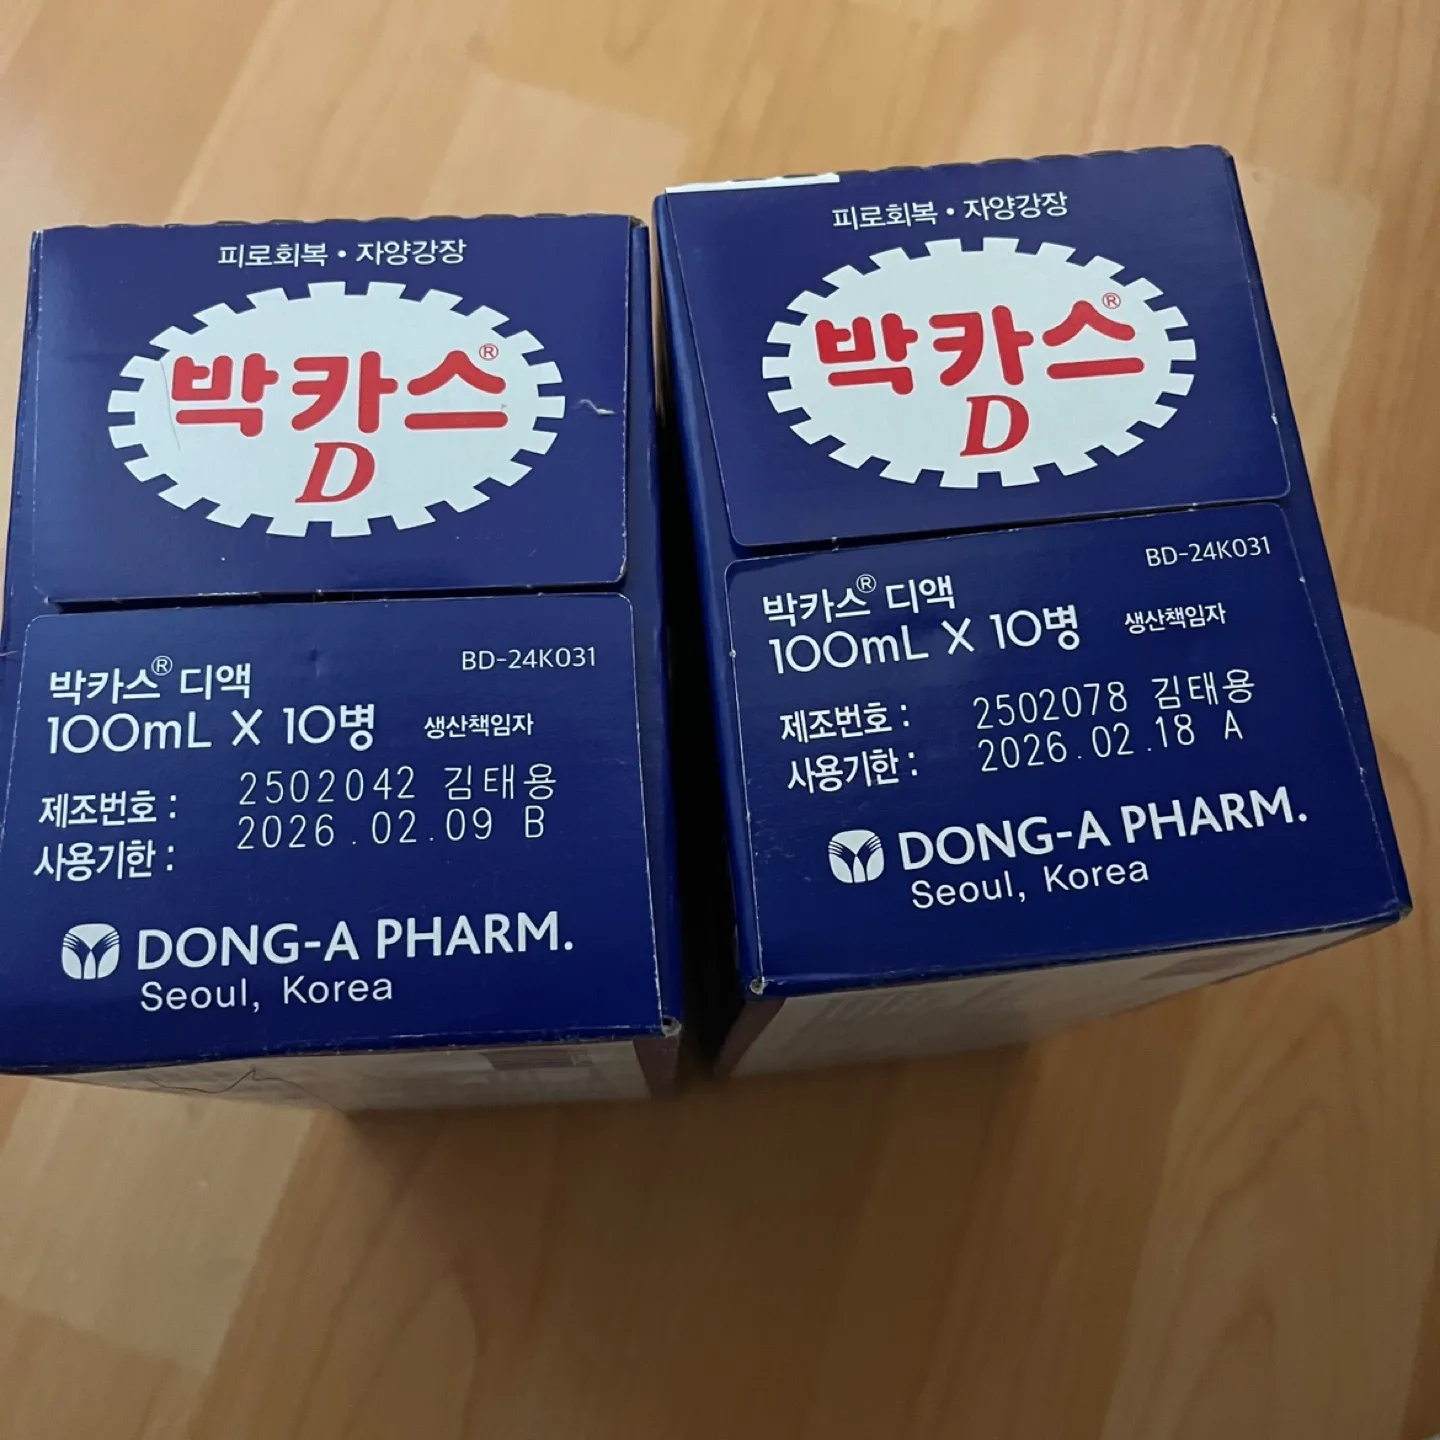 피로회복 • 자양강장
박카스®
D
BD-24K031
박카스® 디액
100mL X 10병 생산책임자
제조번호 : 2502042 김태용
사용기한 : 2026.02.09 B
DONG-A PHARM.
Seoul, Korea
피로회복 • 자양강장
박카스®
D
BD-24K031
박카스® 디액
100mL X 10병 생산책임자
제조번호 : 2502078 김태용
사용기한 : 2026.02.18 A
DONG-A PHARM.
Seoul, Korea